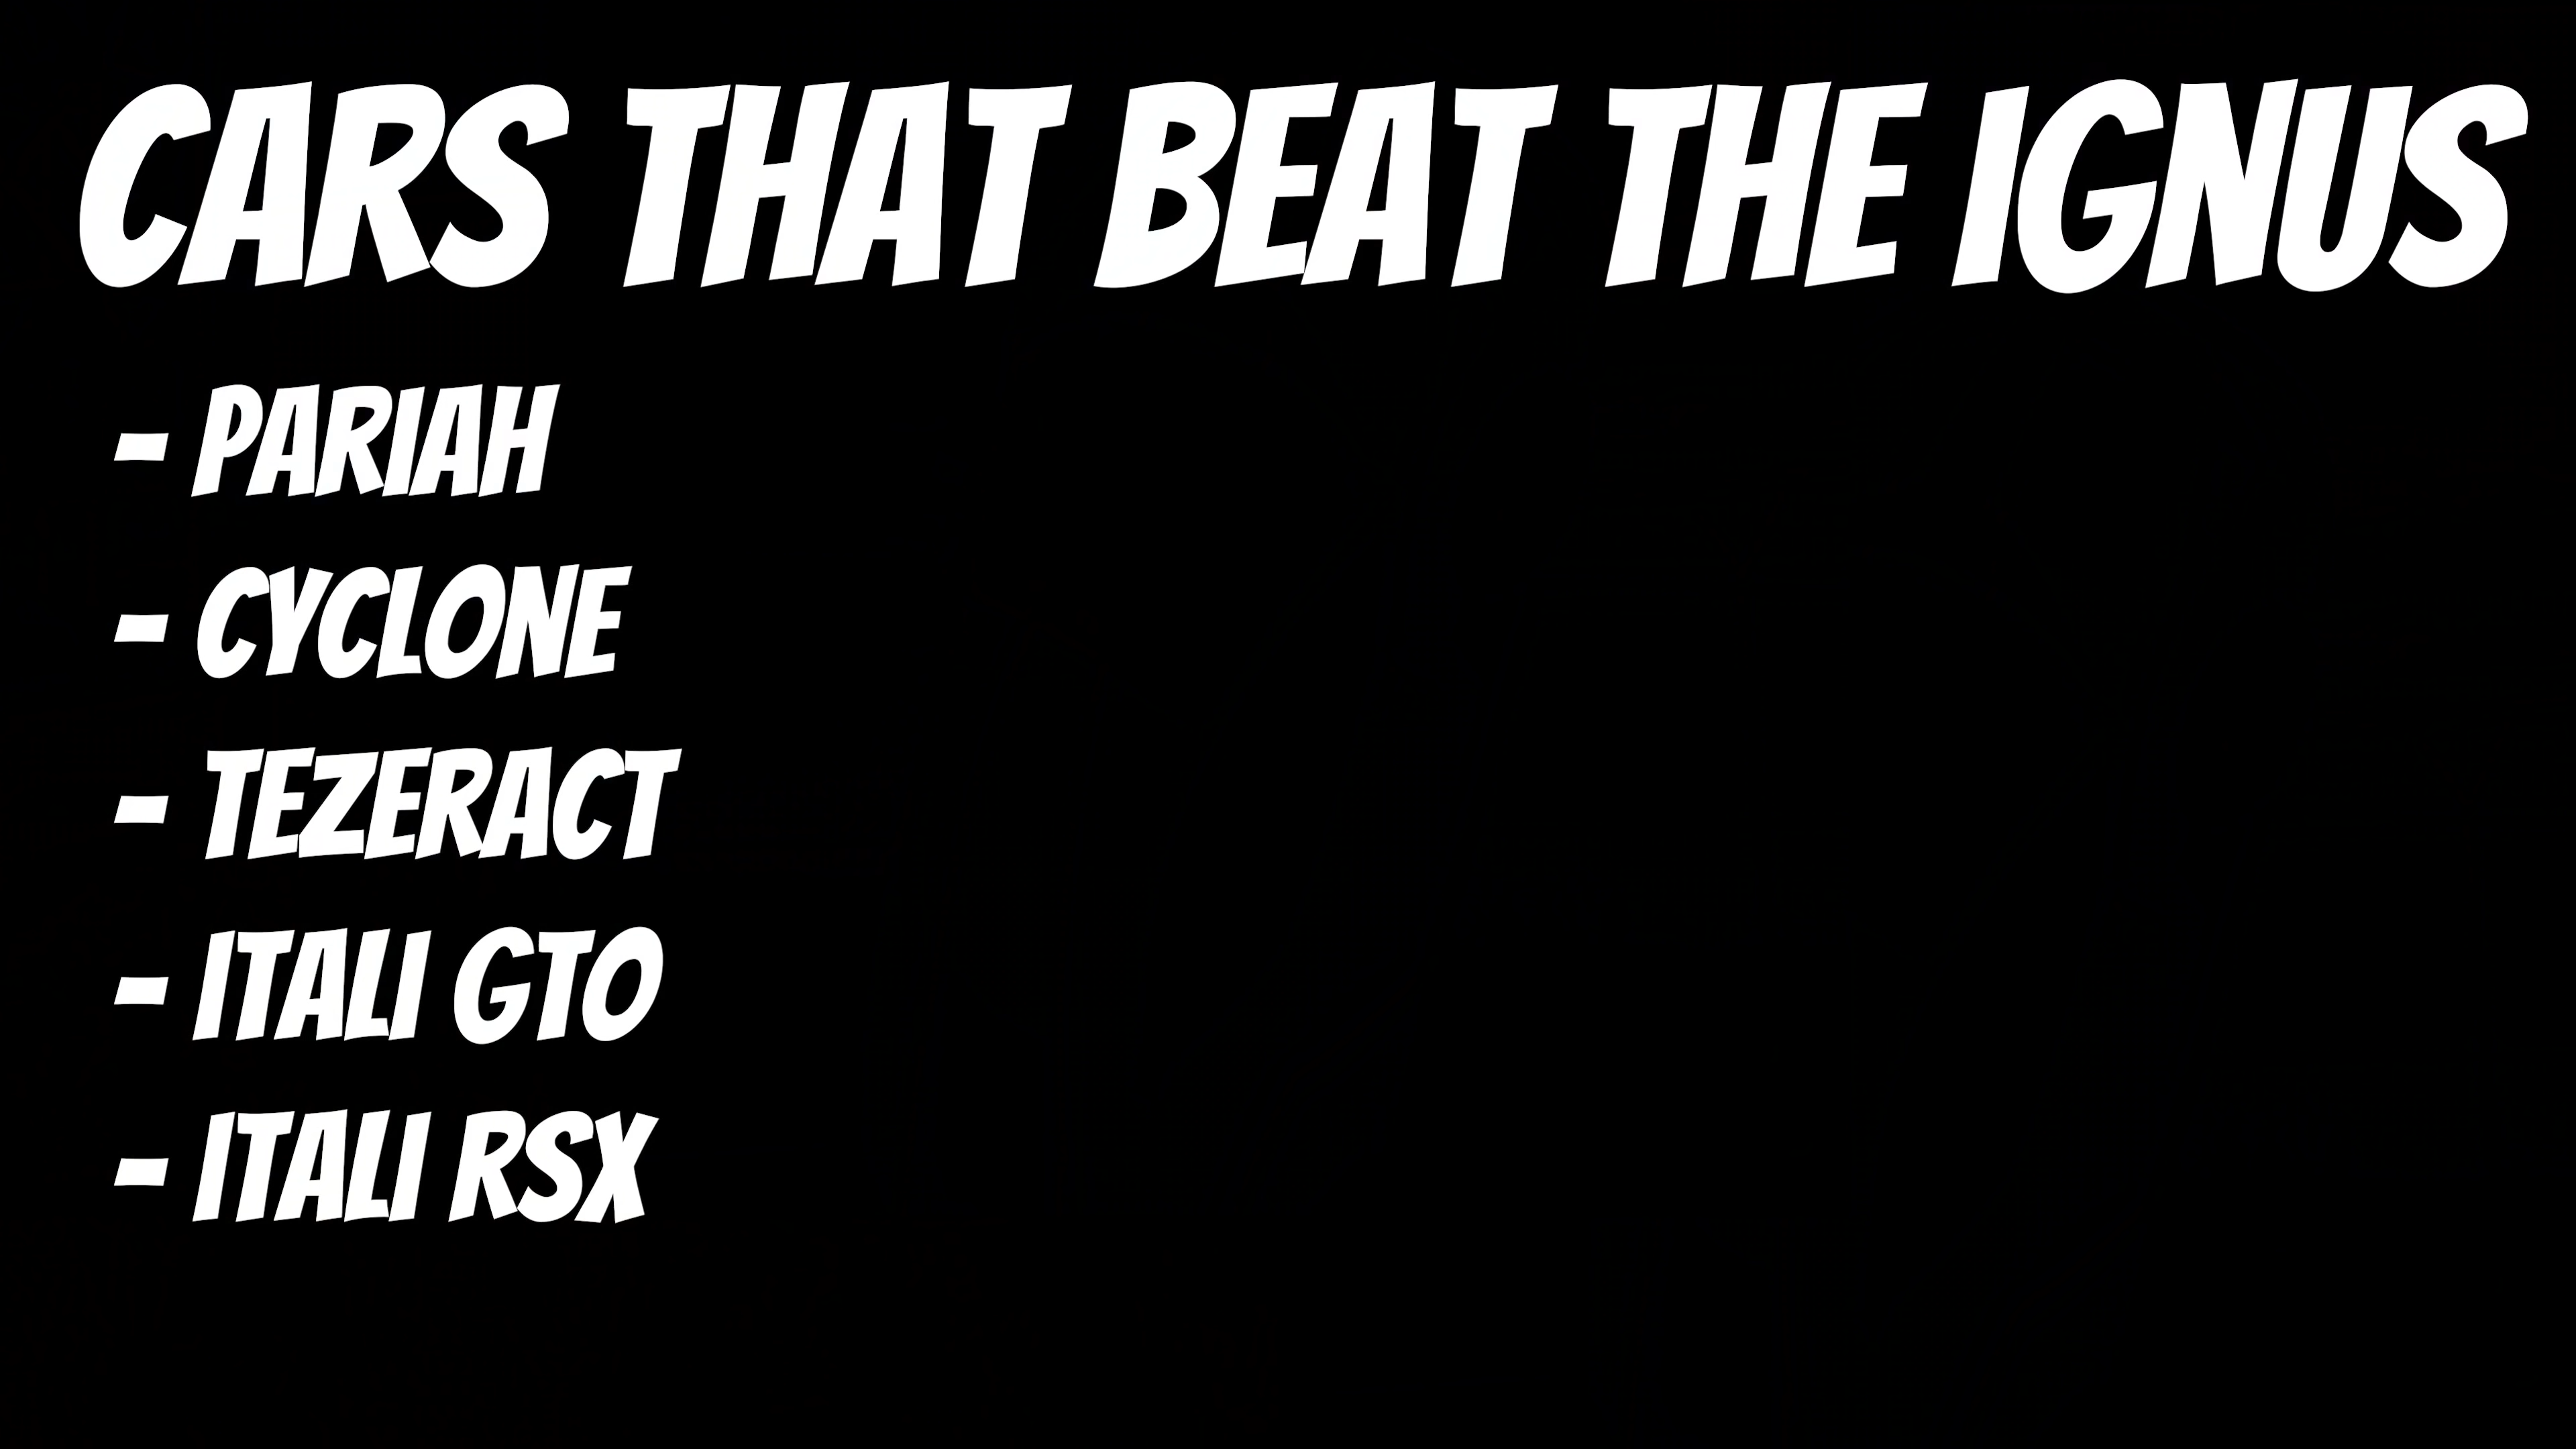 CARS THAT BEAT THE IGNUS
- PARIAH
- CYCLONE
- TEZERACT
- ITALI GTO
- ITALI RSX